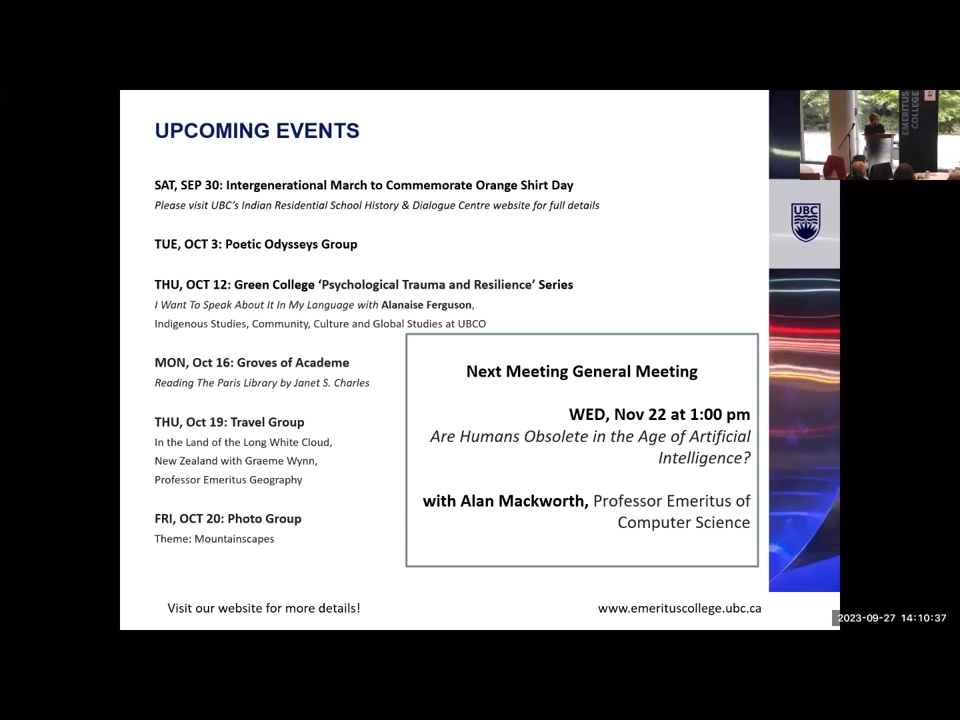 UPCOMING EVENTS
SAT, SEP 30: Intergenerational March to Commemorate Orange Shirt Day
Please visit UBC's Indian Residential School History & Dialogue Centre website for full details
TUE, OCT 3: Poetic Odysseys Group
THU, OCT 12: Green College 'Psychological Trauma and Resilience' Series
I Want To Speak About It In My Language with Alanaise Ferguson,
Indigenous Studies, Community, Culture and Global Studies at UBCO
MON, Oct 16: Groves of Academe
Reading The Paris Library by Janet S. Charles
THU, Oct 19: Travel Group
In the Land of the Long White Cloud,
New Zealand with Graeme Wynn,
Professor Emeritus Geography
FRI, OCT 20: Photo Group
Theme: Mountainscapes
Next Meeting General Meeting
WED, Nov 22 at 1:00 pm
Are Humans Obsolete in the Age of Artificial
Intelligence?
with Alan Mackworth, Professor Emeritus of
Computer Science
Visit our website for more details!
www.emerituscollege.ubc.ca
EMERITUS
COLLEGE
UBC
2023-09-27 14:10:37